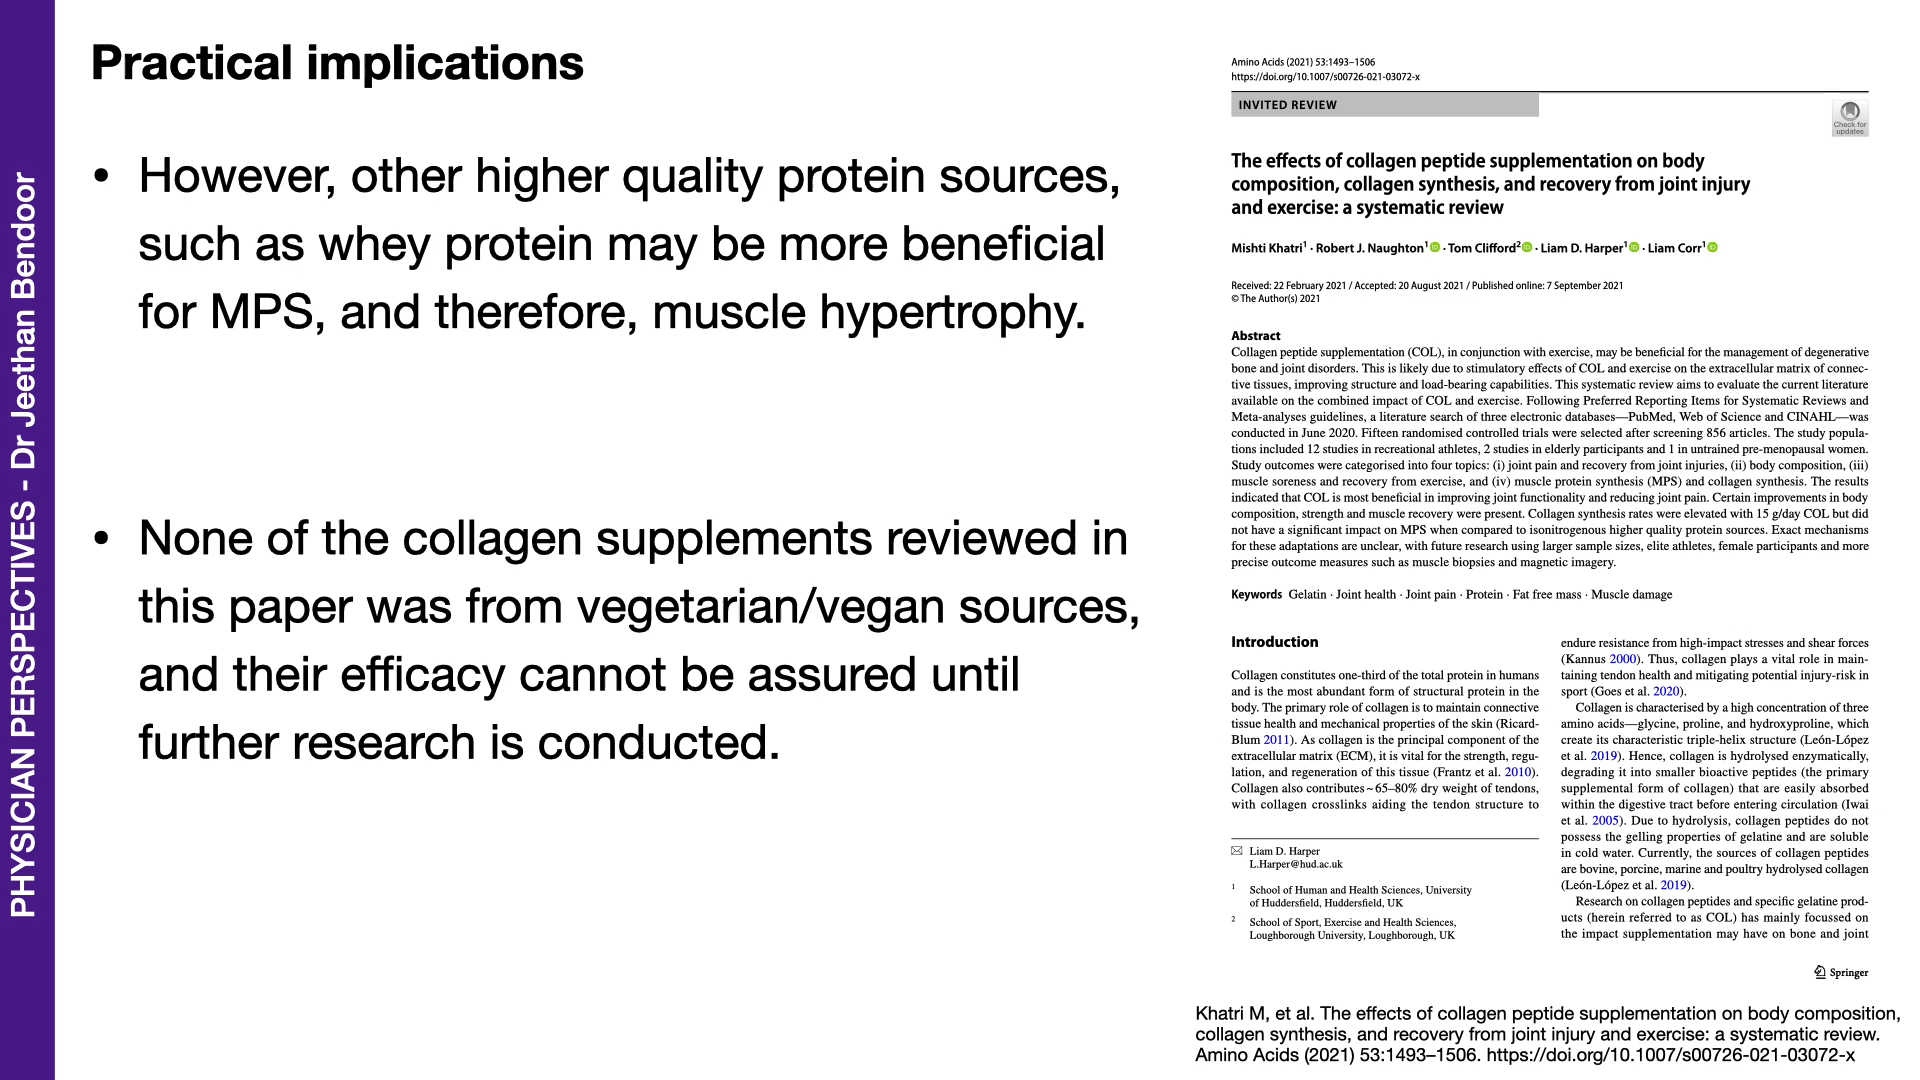 PHYSICIAN PERSPECTIVES - Dr Jeethan Bendoor
Practical implications
• However, other higher quality protein sources,
such as whey protein may be more beneficial
for MPS, and therefore, muscle hypertrophy.
• None of the collagen supplements reviewed in
this paper was from vegetarian/vegan sources,
and their efficacy cannot be assured until
further research is conducted.
Amino Acids (2021) 53:1493–1506
https://doi.org/10.1007/s00726-021-03072-x
INVITED REVIEW
Check for
updates
The effects of collagen peptide supplementation on body
composition, collagen synthesis, and recovery from joint injury
and exercise: a systematic review
Mishti Khatri¹ · Robert J. Naughton¹ · Tom Clifford² · Liam D. Harper¹ · Liam Corr¹
Received: 22 February 2021 / Accepted: 20 August 2021 / Published online: 7 September 2021
© The Author(s) 2021
Abstract
Collagen peptide supplementation (COL), in conjunction with exercise, may be beneficial for the management of degenerative
bone and joint disorders. This is likely due to stimulatory effects of COL and exercise on the extracellular matrix of connec-
tive tissues, improving structure and load-bearing capabilities. This systematic review aims to evaluate the current literature
available on the combined impact of COL and exercise. Following Preferred Reporting Items for Systematic Reviews and
Meta-analyses guidelines, a literature search of three electronic databases—PubMed, Web of Science and CINAHL—was
conducted in June 2020. Fifteen randomised controlled trials were selected after screening 856 articles. The study popula-
tions included 12 studies in recreational athletes, 2 studies in elderly participants and 1 in untrained pre-menopausal women.
Study outcomes were categorised into four topics: (i) joint pain and recovery from joint injuries, (ii) body composition, (iii)
muscle soreness and recovery from exercise, and (iv) muscle protein synthesis (MPS) and collagen synthesis. The results
indicated that COL is most beneficial in improving joint functionality and reducing joint pain. Certain improvements in body
composition, strength and muscle recovery were present. Collagen synthesis rates were elevated with 15 g/day COL but did
not have a significant impact on MPS when compared to isonitrogenous higher quality protein sources. Exact mechanisms
for these adaptations are unclear, with future research using larger sample sizes, elite athletes, female participants and more
precise outcome measures such as muscle biopsies and magnetic imagery.
Keywords Gelatin · Joint health · Joint pain · Protein · Fat free mass · Muscle damage
Introduction
Collagen constitutes one-third of the total protein in humans
and is the most abundant form of structural protein in the
body. The primary role of collagen is to maintain connective
tissue health and mechanical properties of the skin (Ricard-
Blum 2011). As collagen is the principal component of the
extracellular matrix (ECM), it is vital for the strength, regu-
lation, and regeneration of this tissue (Frantz et al. 2010).
Collagen also contributes ~ 65–80% dry weight of tendons,
with collagen crosslinks aiding the tendon structure to
Liam D. Harper
L.Harper@hud.ac.uk
1 School of Human and Health Sciences, University
of Huddersfield, Huddersfield, UK
2 School of Sport, Exercise and Health Sciences,
Loughborough University, Loughborough, UK
endure resistance from high-impact stresses and shear forces
(Kannus 2000). Thus, collagen plays a vital role in main-
taining tendon health and mitigating potential injury-risk in
sport (Goes et al. 2020).
Collagen is characterised by a high concentration of three
amino acids—glycine, proline, and hydroxyproline, which
create its characteristic triple-helix structure (León-López
et al. 2019). Hence, collagen is hydrolysed enzymatically,
degrading it into smaller bioactive peptides (the primary
supplemental form of collagen) that are easily absorbed
within the digestive tract before entering circulation (Iwai
et al. 2005). Due to hydrolysis, collagen peptides do not
possess the gelling properties of gelatine and are soluble
in cold water. Currently, the sources of collagen peptides
are bovine, porcine, marine and poultry hydrolysed collagen
(León-López et al. 2019).
Research on collagen peptides and specific gelatine prod-
ucts (herein referred to as COL) has mainly focussed on
the impact supplementation may have on bone and joint
Springer
Khatri M, et al. The effects of collagen peptide supplementation on body composition,
collagen synthesis, and recovery from joint injury and exercise: a systematic review.
Amino Acids (2021) 53:1493–1506. https://doi.org/10.1007/s00726-021-03072-x